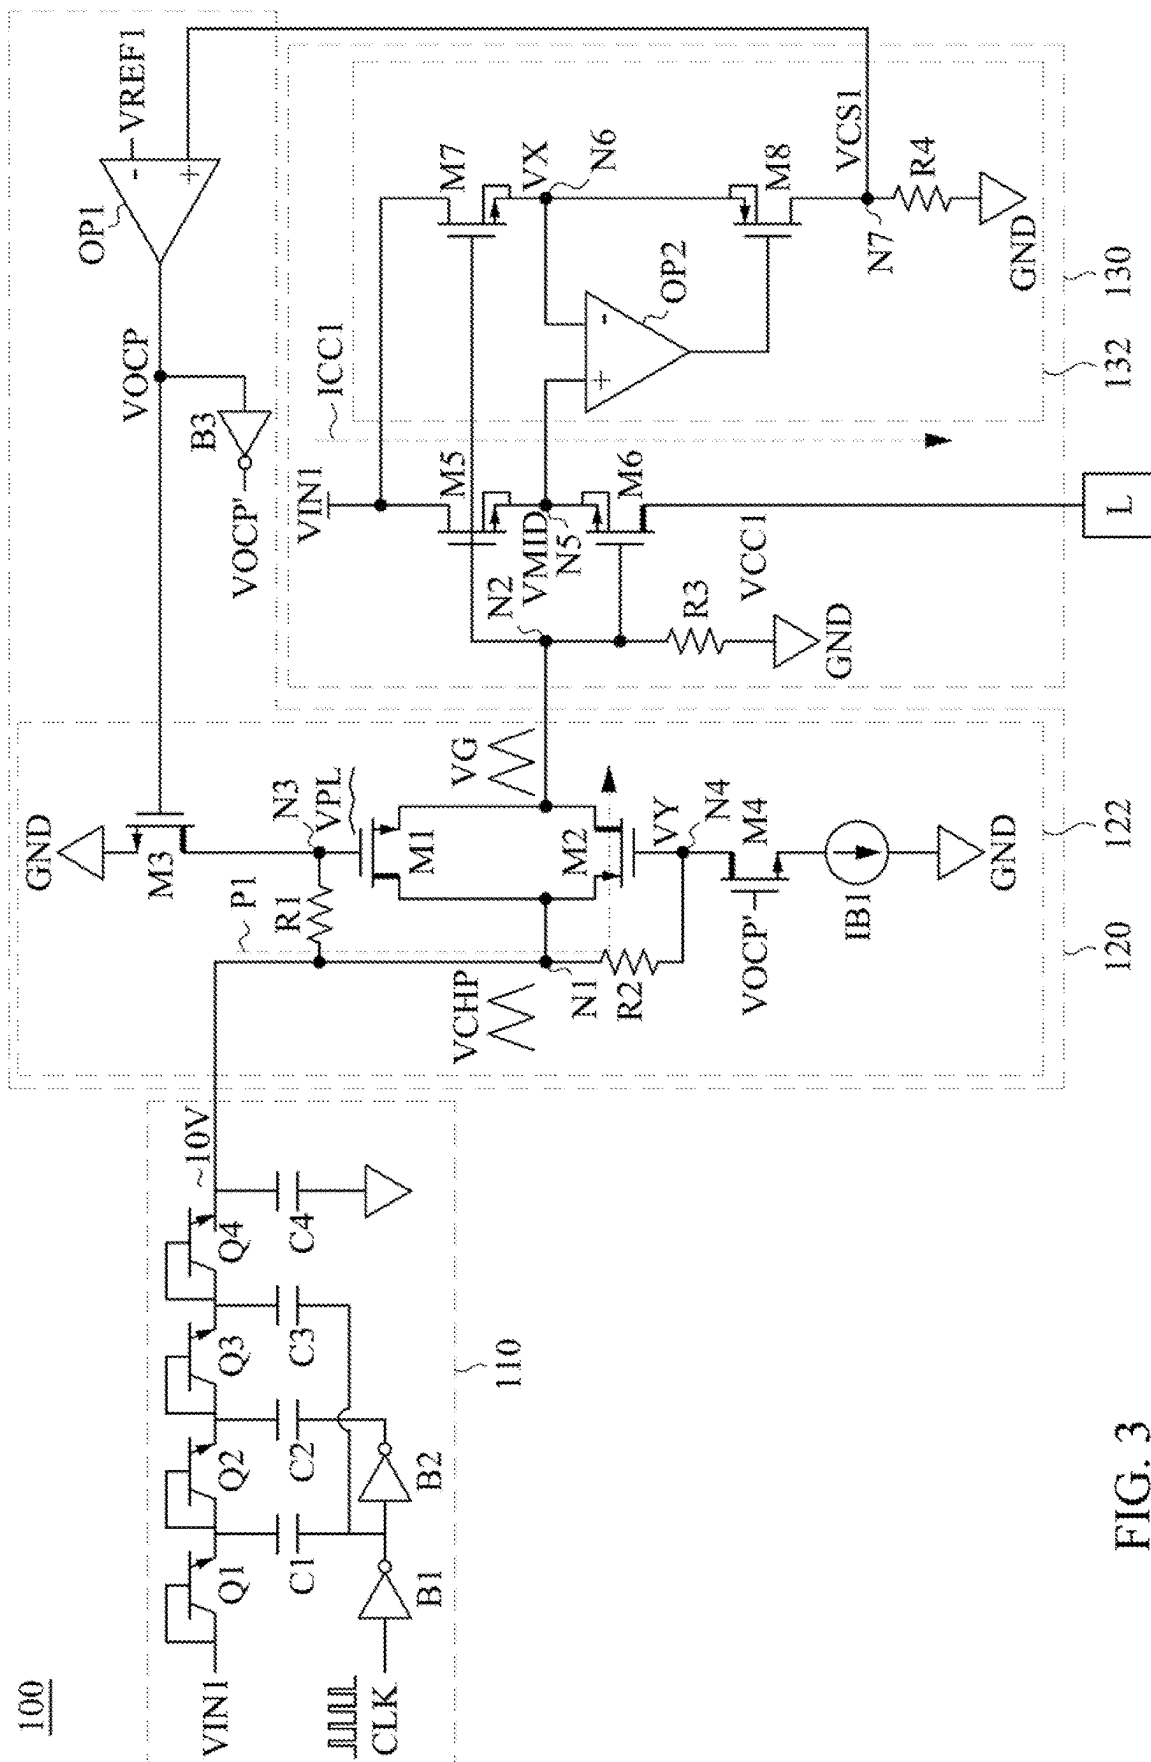 100
VIN1
CLK
Q1
Q2
Q3
Q4
C1
C2
C3
C4
B1
B2
110
~10V
VCHP
N1
P1
R1
R2
N3
VPL
M1
M2
M3
GND
VY
N4
M4
VOCP'
IB1
GND
VG
122
120
VREF1
-
+
OP1
VOCP
B3
VOCP'
ICC1
VIN1
M5
N2
VMID
N5
M6
R3
GND
VCC1
L
M7
VX
N6
OP2
-
+
M8
VCS1
N7
R4
GND
132
130
FIG. 3